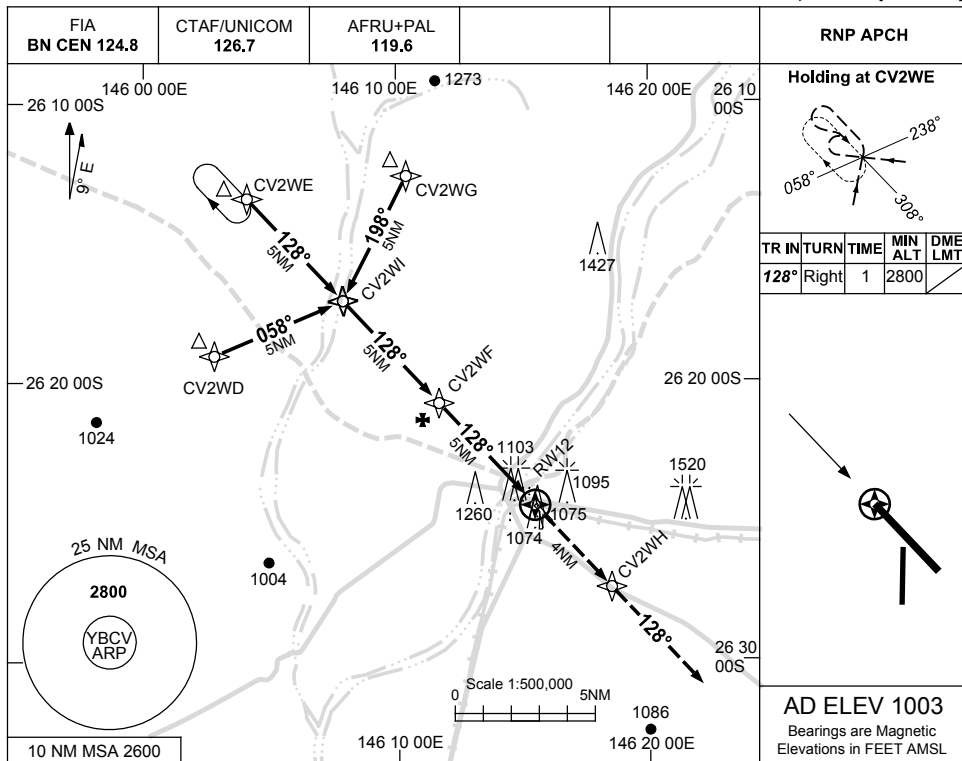 FIA
BN CEN 124.8
CTAF/UNICOM
126.7
AFRU+PAL
119.6
RNP APCH
146 00 00E
146 10 00E
146 20 00E
26 10 00S
26 10
00S
1273
9° E
CV2WE
CV2WG
128°
5NM
198°
5NM
CV2WI
1427
058°
5NM
CV2WD
128°
5NM
CV2WF
26 20 00S
26 20 00S
1024
128°
5NM
1103
RW12
1095
1520
1260
1075
1074
4NM
CV2WH
1004
128°
25 NM MSA
2800
YBCV
ARP
26 30
00S
Scale 1:500,000
0
5NM
1086
10 NM MSA 2600
146 10 00E
146 20 00E
Holding at CV2WE
238°
058°
308°
TR IN TURN TIME MIN ALT DME LMT
128° Right 1 2800
AD ELEV 1003
Bearings are Magnetic
Elevations in FEET AMSL